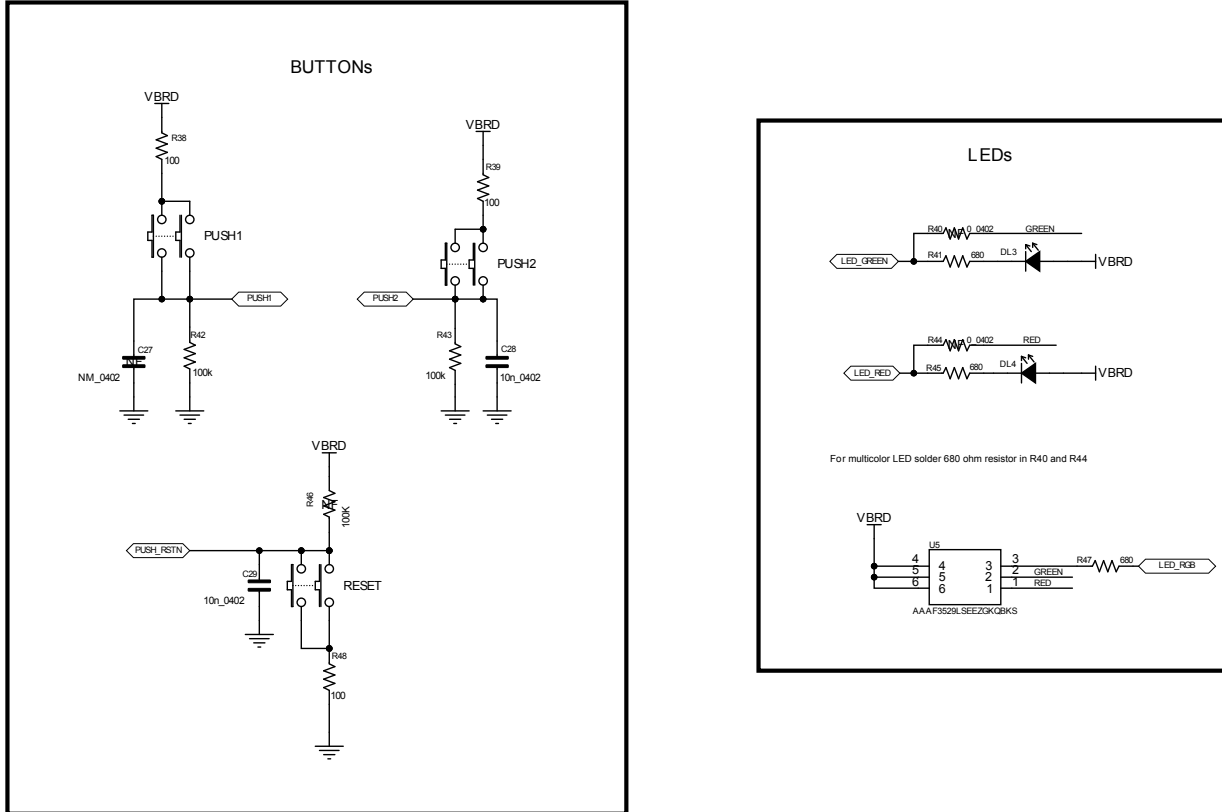 BUTTONs
VBRD
R38
100
PUSH1
PUSH1
C27
NF
NM_0402
R42
100k
VBRD
R39
100
PUSH2
PUSH2
R43
100k
C28
10n_0402
VBRD
R46
NF
100K
PUSH_RSTN
C29
10n_0402
RESET
R48
100
LEDs
R40 NF 0_0402 GREEN
LED_GREEN R41 680 DL3 VBRD
R44 NF 0_0402 RED
LED_RED R45 680 DL4 VBRD
For multicolor LED solder 680 ohm resistor in R40 and R44
VBRD
U5
4 4 3 3 R47 680 LED_RGB
5 5 2 2 GREEN
6 6 1 1 RED
AAAF3529LSEEZGKQBKS